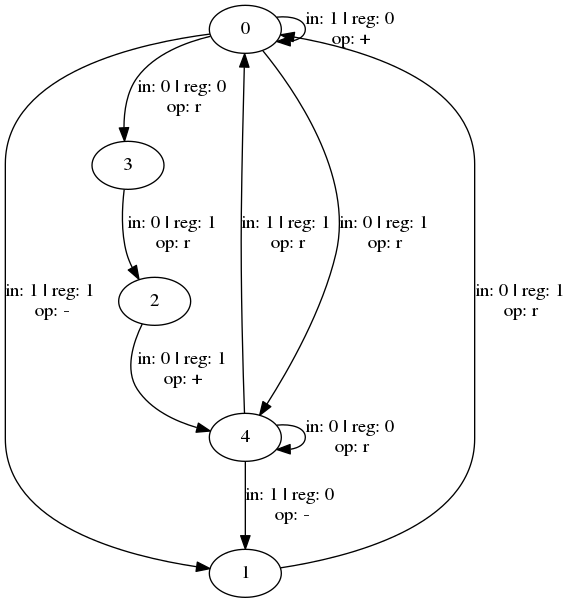 0
in: 1 | reg: 0
op: +
in: 0 | reg: 0
op: r
3
in: 0 | reg: 1
op: r
in: 1 | reg: 1
op: r
in: 0 | reg: 1
op: r
in: 1 | reg: 1
op: -
2
in: 0 | reg: 1
op: r
in: 0 | reg: 1
op: +
4
in: 0 | reg: 0
op: r
in: 1 | reg: 0
op: -
1